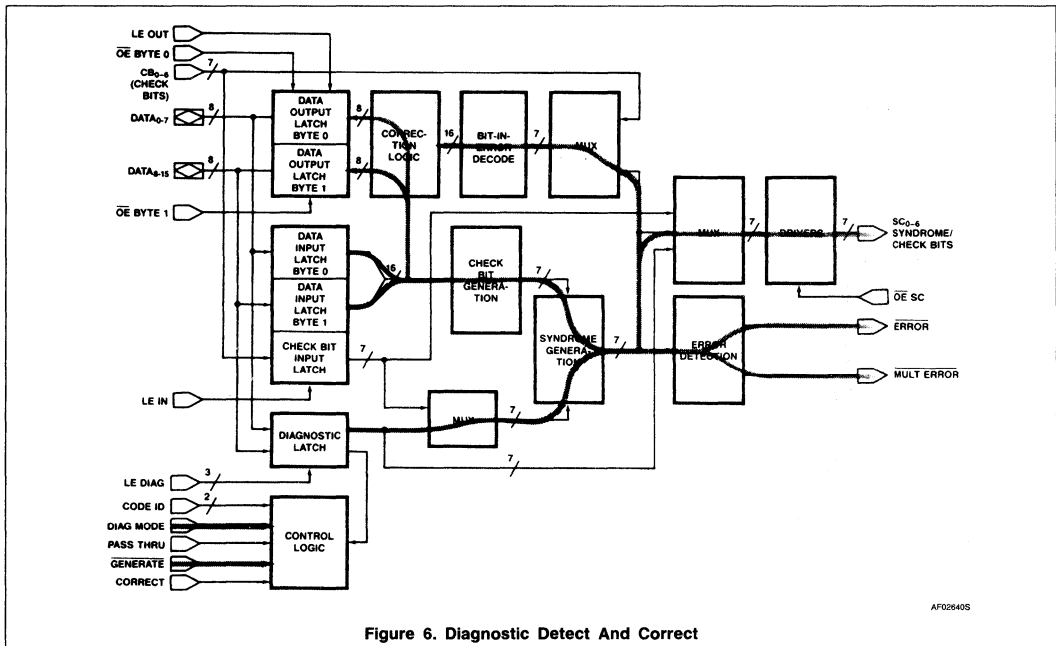 LE OUT
OE BYTE 0
7
CB0-6
(CHECK
BITS)
DATA0-7
8
DATA8-15
8
OE BYTE 1
DATA
OUTPUT
LATCH
BYTE 0
DATA
OUTPUT
LATCH
BYTE 1
8
8
CORREC-
TION
LOGIC
16
BIT-IN-
ERROR
DECODE
7
MUX
DATA
INPUT
LATCH
BYTE 0
DATA
INPUT
LATCH
BYTE 1
CHECK BIT
INPUT
LATCH
16
CHECK
BIT
GENERA-
TION
7
SYNDROME
GENERA-
TION
7
MUX
7
DRIVERS
7
SC0-6
SYNDROME/
CHECK BITS
OE SC
ERROR
DETECTION
ERROR
MULT ERROR
7
LE IN
MUX
7
7
DIAGNOSTIC
LATCH
LE DIAG
3
CODE ID
2
DIAG MODE
PASS THRU
GENERATE
CORRECT
CONTROL
LOGIC
AF02640S
Figure 6. Diagnostic Detect And Correct